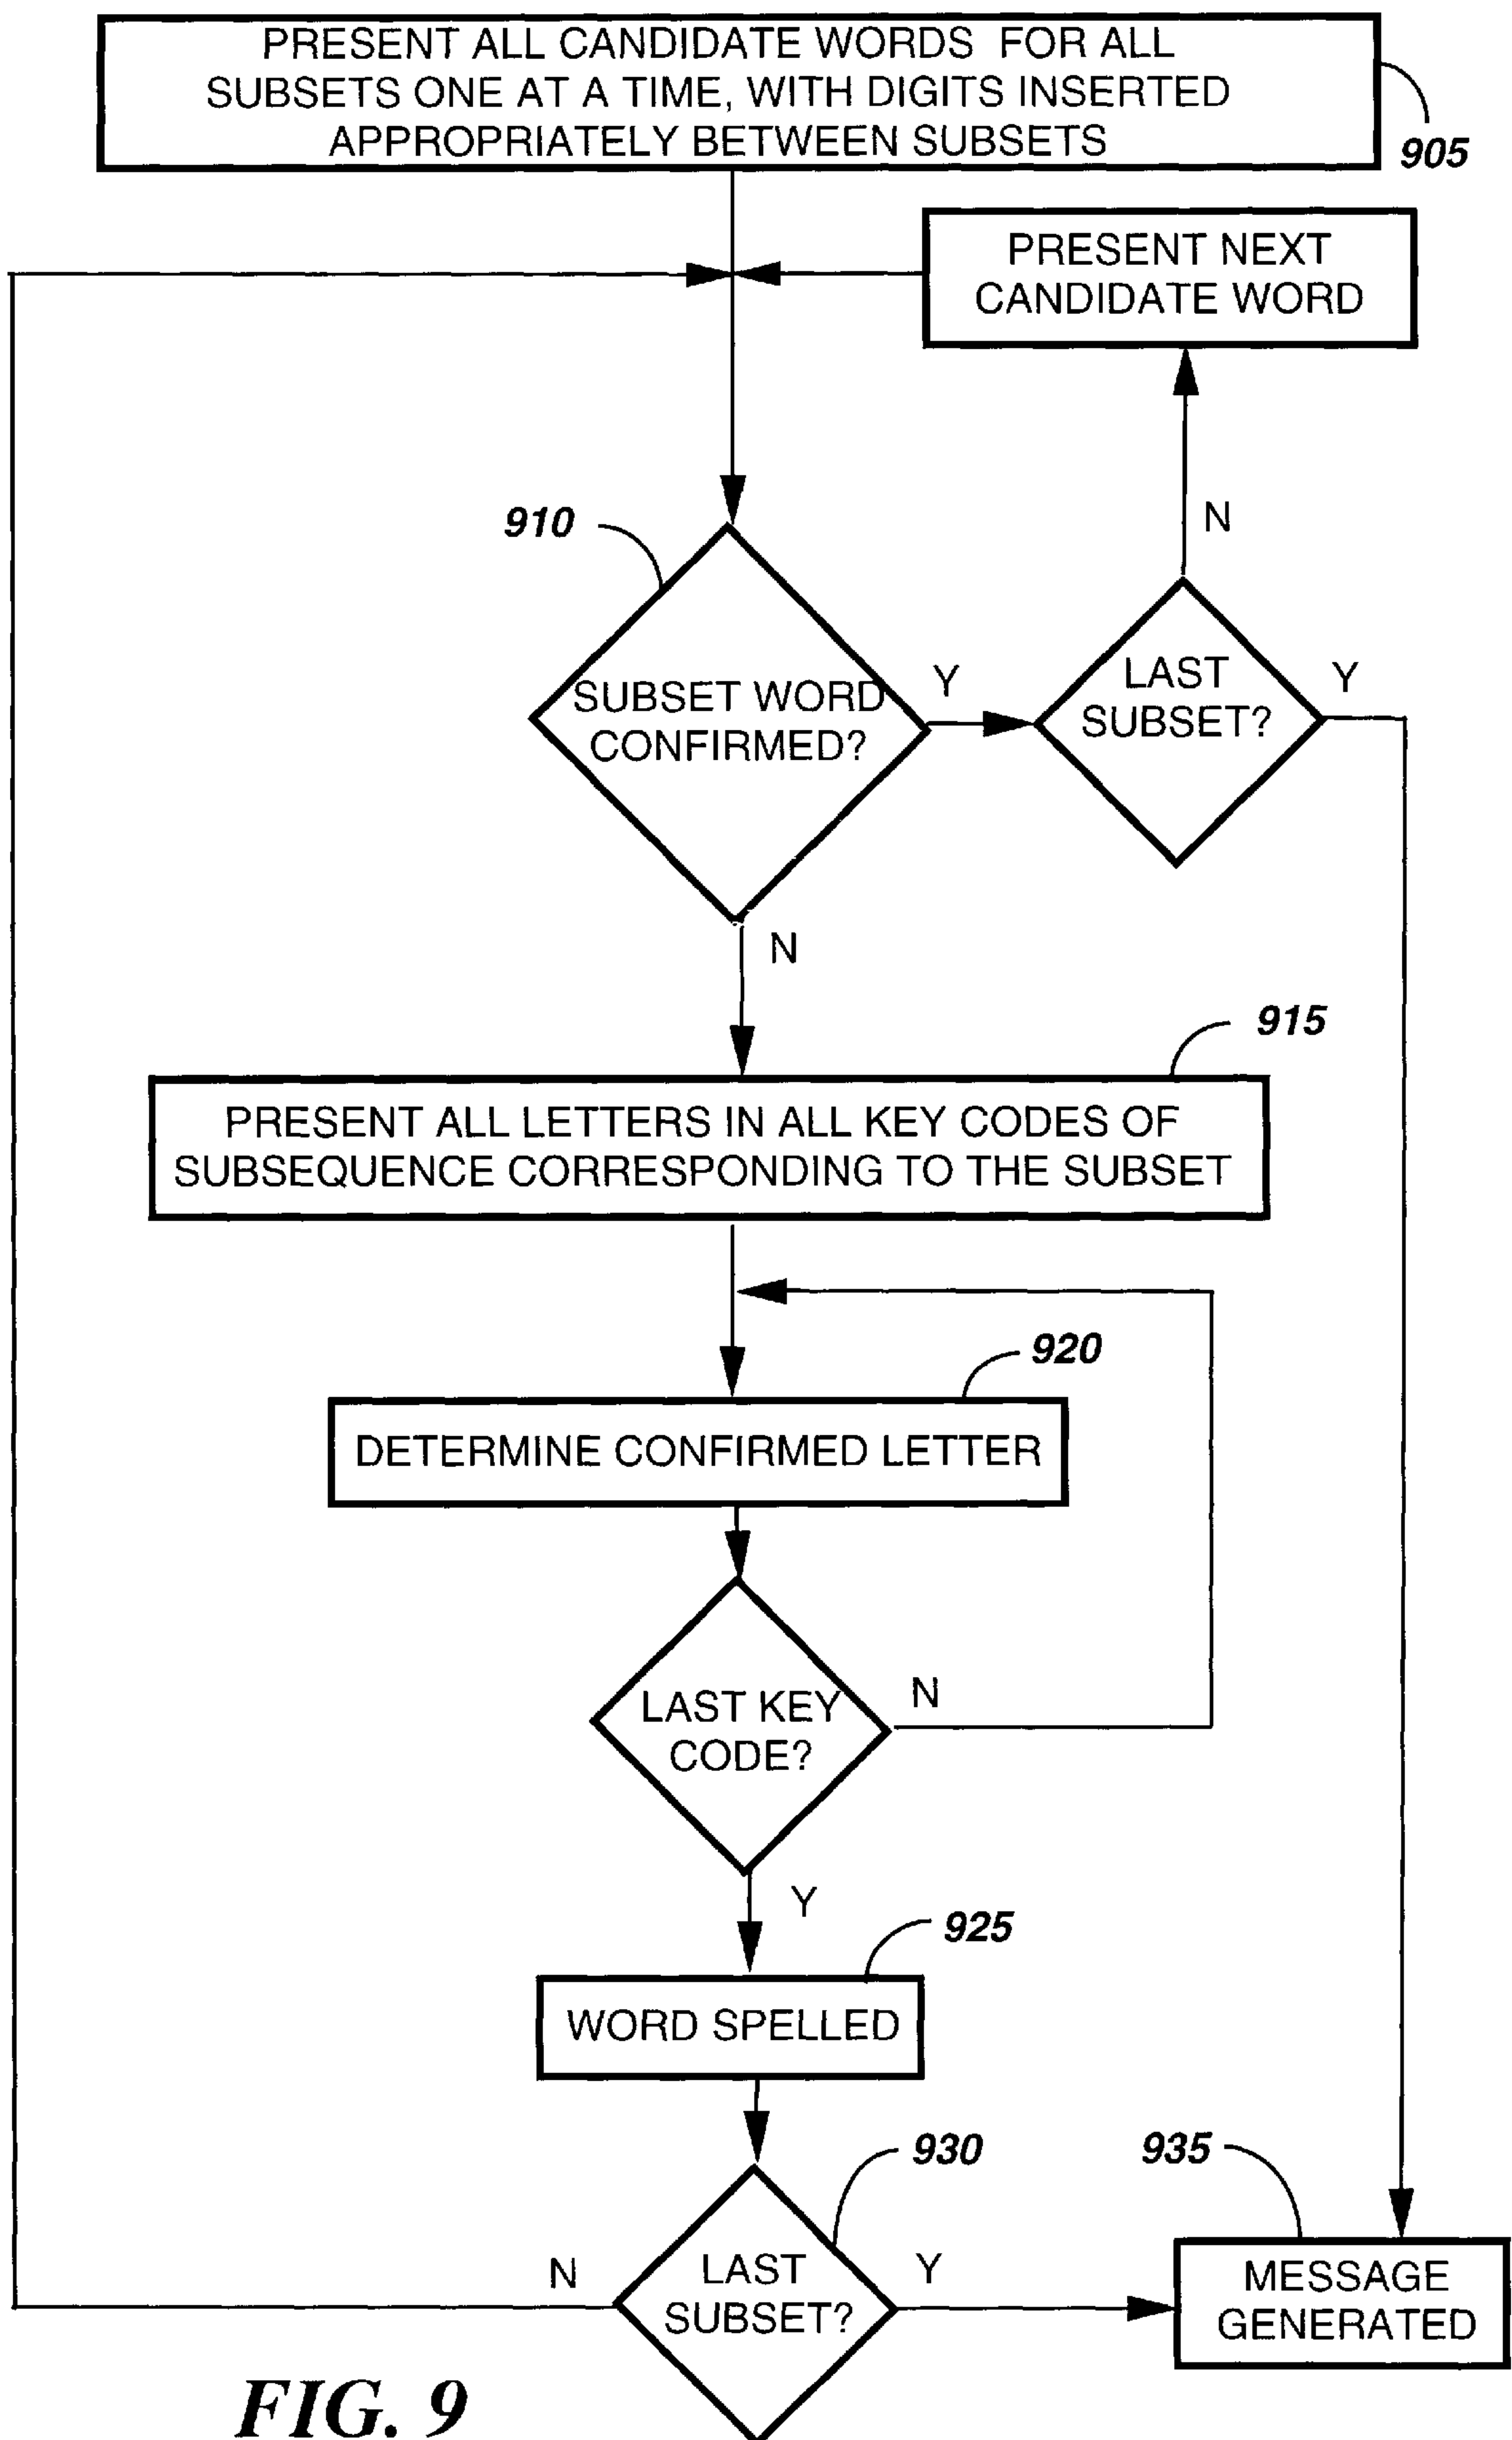 PRESENT ALL CANDIDATE WORDS FOR ALL
SUBSETS ONE AT A TIME, WITH DIGITS INSERTED
APPROPRIATELY BETWEEN SUBSETS
905
PRESENT NEXT
CANDIDATE WORD
N
910
SUBSET WORD
CONFIRMED?
Y
LAST
SUBSET?
Y
N
915
PRESENT ALL LETTERS IN ALL KEY CODES OF
SUBSEQUENCE CORRESPONDING TO THE SUBSET
920
DETERMINE CONFIRMED LETTER
LAST KEY
CODE?
N
Y
925
WORD SPELLED
930
935
N
LAST
SUBSET?
Y
MESSAGE
GENERATED
FIG. 9